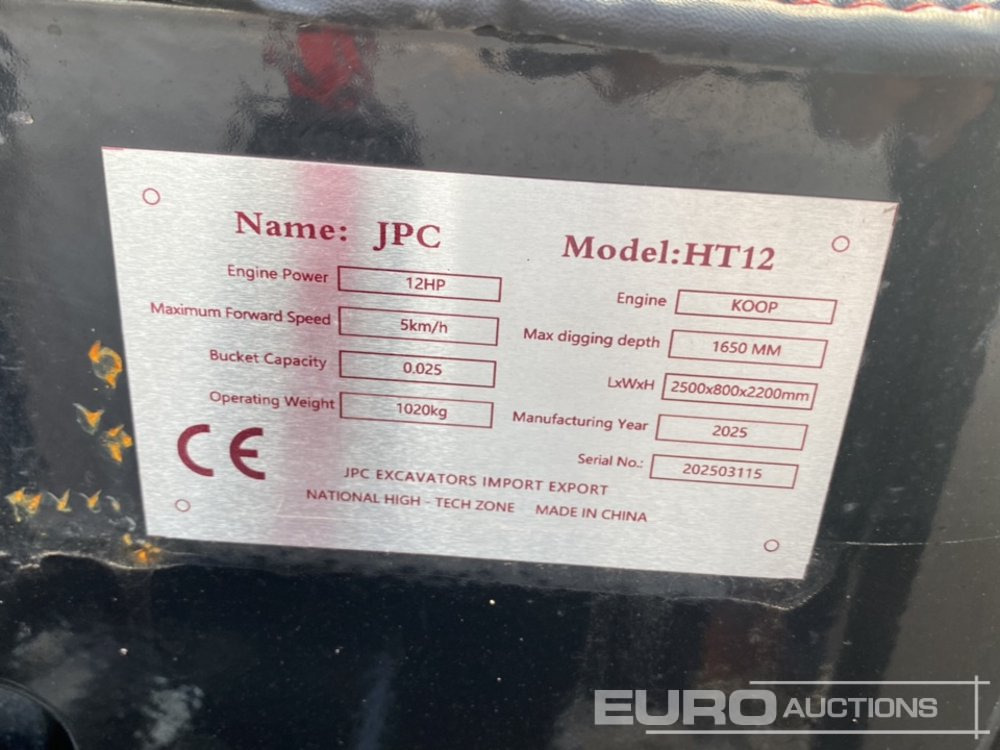 Name: JPC
Model:HT12
Engine Power 12HP
Maximum Forward Speed 5km/h
Bucket Capacity 0.025
Operating Weight 1020kg
Engine KOOP
Max digging depth 1650 MM
LxWxH 2500x800x2200mm
Manufacturing Year 2025
Serial No.: 202503115
CE
JPC EXCAVATORS IMPORT EXPORT
NATIONAL HIGH - TECH ZONE MADE IN CHINA
EURO AUCTIONS